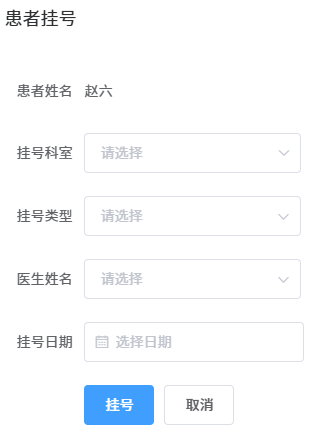 患者挂号
患者姓名 赵六
挂号科室 请选择
挂号类型 请选择
医生姓名 请选择
挂号日期 选择日期
挂号 取消